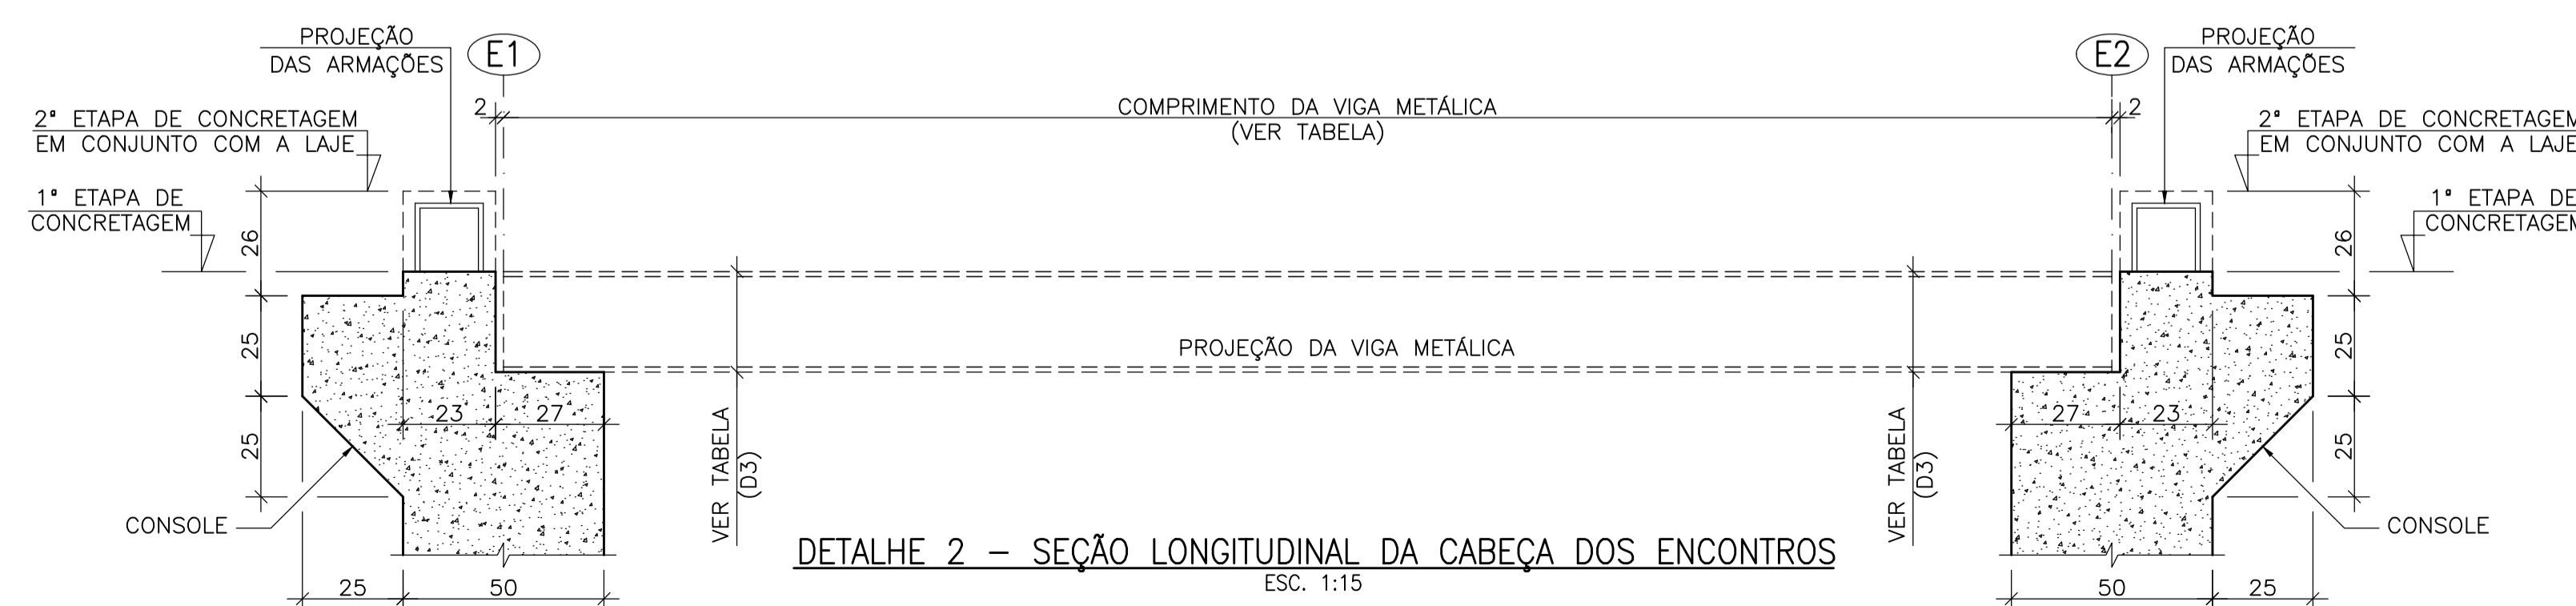 PROJEÇÃO
DAS ARMAÇÕES
E1
E2
PROJEÇÃO
DAS ARMAÇÕES
2
COMPRIMENTO DA VIGA METÁLICA
(VER TABELA)
2
2ª ETAPA DE CONCRETAGEM
EM CONJUNTO COM A LAJE
2ª ETAPA DE CONCRETAGEM
EM CONJUNTO COM A LAJE
1ª ETAPA DE
CONCRETAGEM
1ª ETAPA DE
CONCRETAGEM
26
26
25
25
PROJEÇÃO DA VIGA METÁLICA
23
27
27
23
25
25
VER TABELA
(D3)
VER TABELA
(D3)
CONSOLE
CONSOLE
DETALHE 2 – SEÇÃO LONGITUDINAL DA CABEÇA DOS ENCONTROS
ESC. 1:15
25
50
50
25